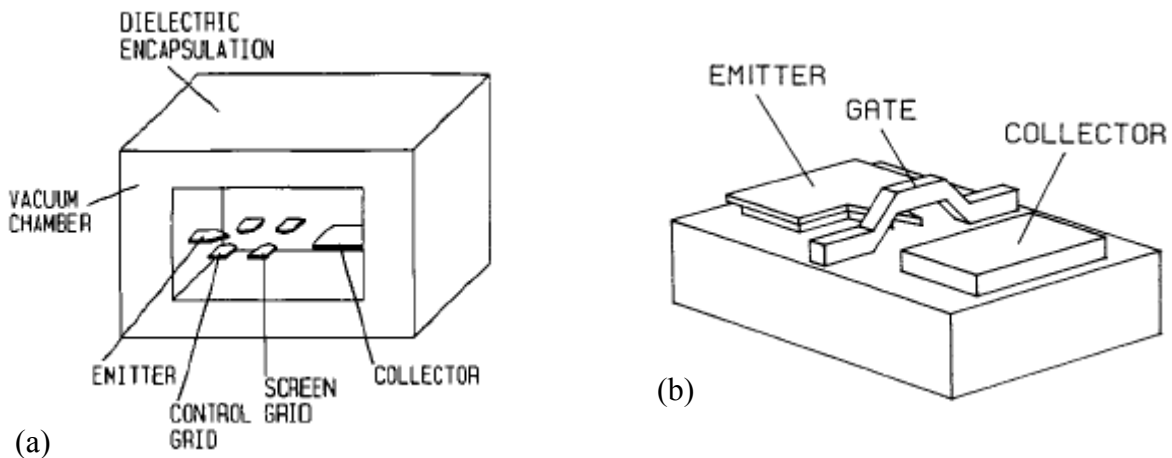 DIELECTRIC
ENCAPSULATION
VACUUM
CHAMBER
EMITTER
CONTROL
GRID
SCREEN
GRID
COLLECTOR
(a)
EMITTER
GATE
COLLECTOR
(b)